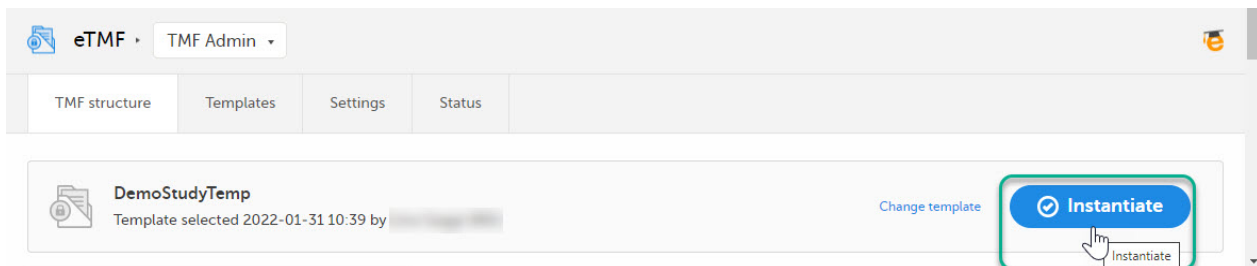 eTMF TMF Admin
TMF structure Templates Settings Status
DemoStudyTemp
Template selected 2022-01-31 10:39 by
Change template
Instantiate
Instantiate